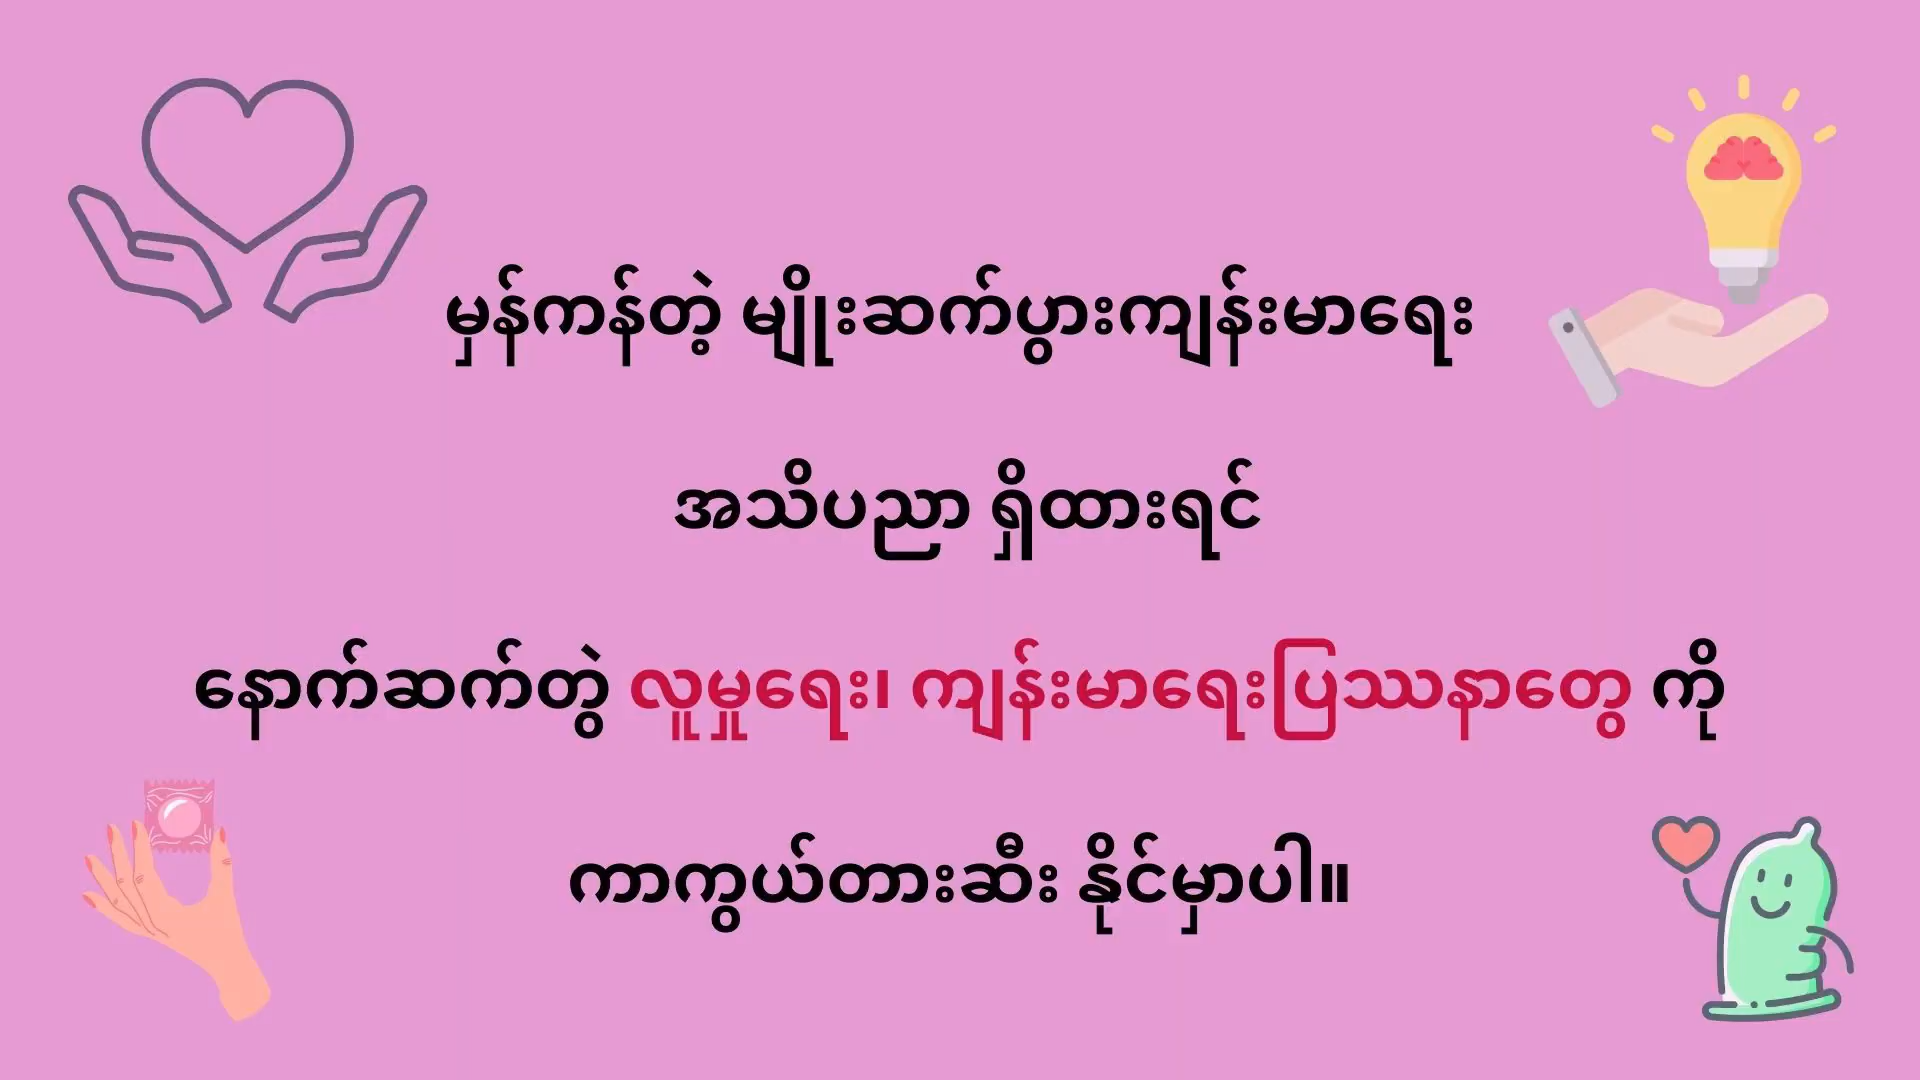 မှန်ကန်တဲ့ မျိုးဆက်ပွားကျန်းမာရေး
အသိပညာ ရှိထားရင်
နောက်ဆက်တွဲ လူမှုရေး၊ ကျန်းမာရေးပြဿနာတွေ ကို
ကာကွယ်တားဆီး နိုင်မှာပါ။